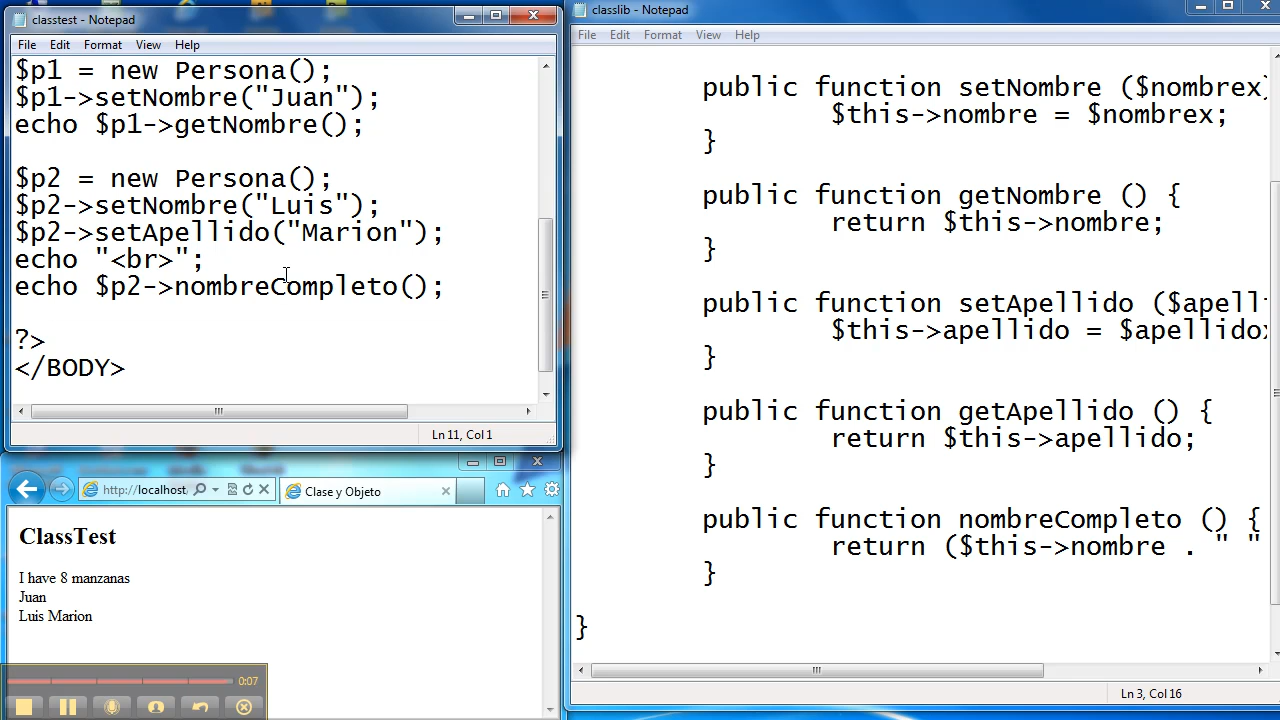 classtest - Notepad
File Edit Format View Help
$p1 = new Persona();
$p1->setNombre("Juan");
echo $p1->getNombre();
$p2 = new Persona();
$p2->setNombre("Luis");
$p2->setApellido("Marion");
echo "<br>";
echo $p2->nombreCompleto();
?>
</BODY>
Ln 11, Col 1
http://localhost
Clase y Objeto
ClassTest
I have 8 manzanas
Juan
Luis Marion
0:07
classlib - Notepad
File Edit Format View Help
public function setNombre ($nombrex)
$this->nombre = $nombrex;
}
public function getNombre () {
return $this->nombre;
}
public function setApellido ($apelli
$this->apellido = $apellidox
}
public function getApellido () {
return $this->apellido;
}
public function nombreCompleto () {
return ($this->nombre . " "
}
}
Ln 3, Col 16